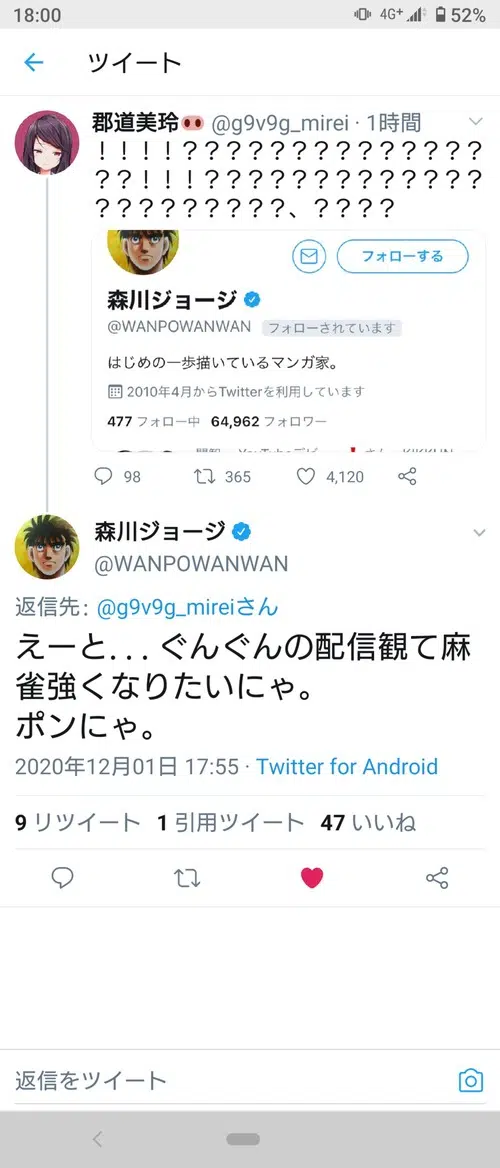 18:00 4G+ 52%
ツイート
郡道美玲🐽 @g9v9g_mirei · 1時間
！！！！？？？？？？？？？？？？？？
？？！！！？？？？？？？？？？？？？
？？？？？？？？？、？？？？
フォローする
森川ジョージ
@WANPOWANWAN フォローされています
はじめの一歩描いているマンガ家。
2010年4月からTwitterを利用しています
477 フォロー中 64,962 フォロワー
98 365 4,120
森川ジョージ
@WANPOWANWAN
返信先: @g9v9g_mireiさん
えーと...ぐんぐんの配信観て麻
雀強くなりたいにゃ。
ポンにゃ。
2020年12月01日 17:55 · Twitter for Android
9 リツイート 1 引用ツイート 47 いいね
返信をツイート